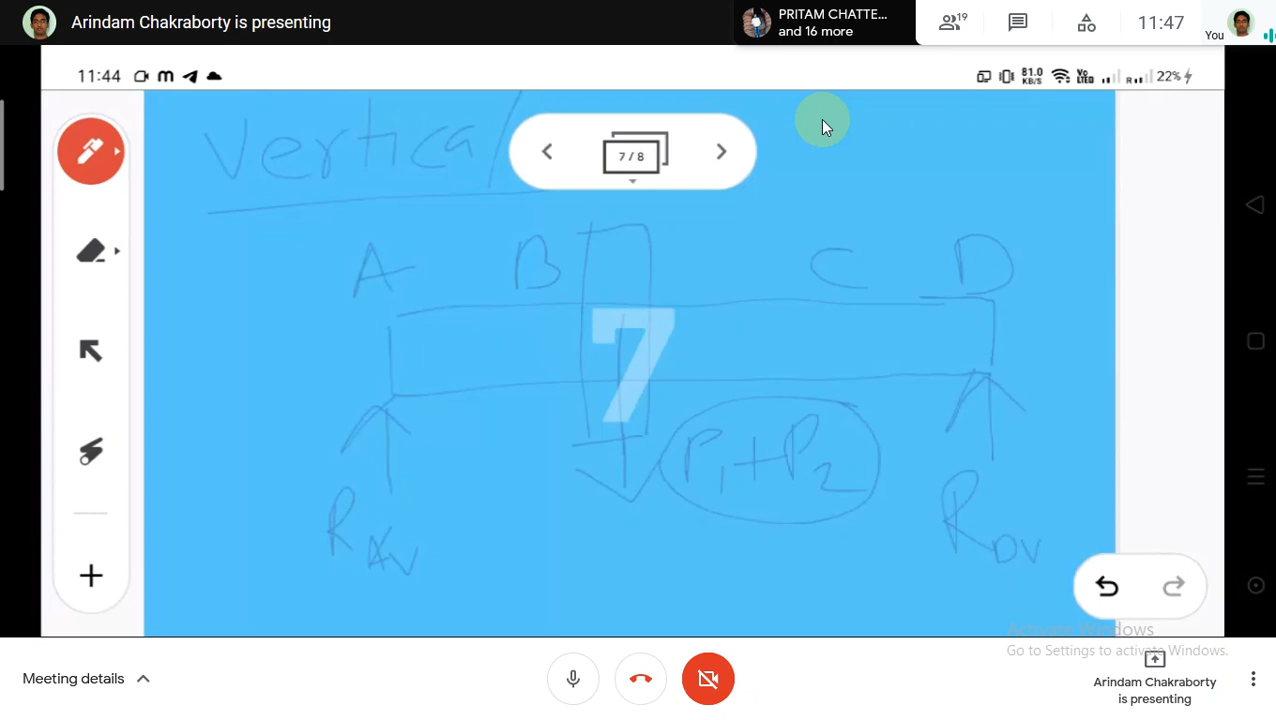 Arindam Chakraborty is presenting
PRITAM CHATTE...
and 16 more
19
11:47
You
11:44
81.0
KB/S
Vo
LTED
R
22%
Vertical
7 / 8
A B C D
7
P1+P2
RAV
RDV
Activate Windows
Go to Settings to activate Windows.
Meeting details
Arindam Chakraborty
is presenting